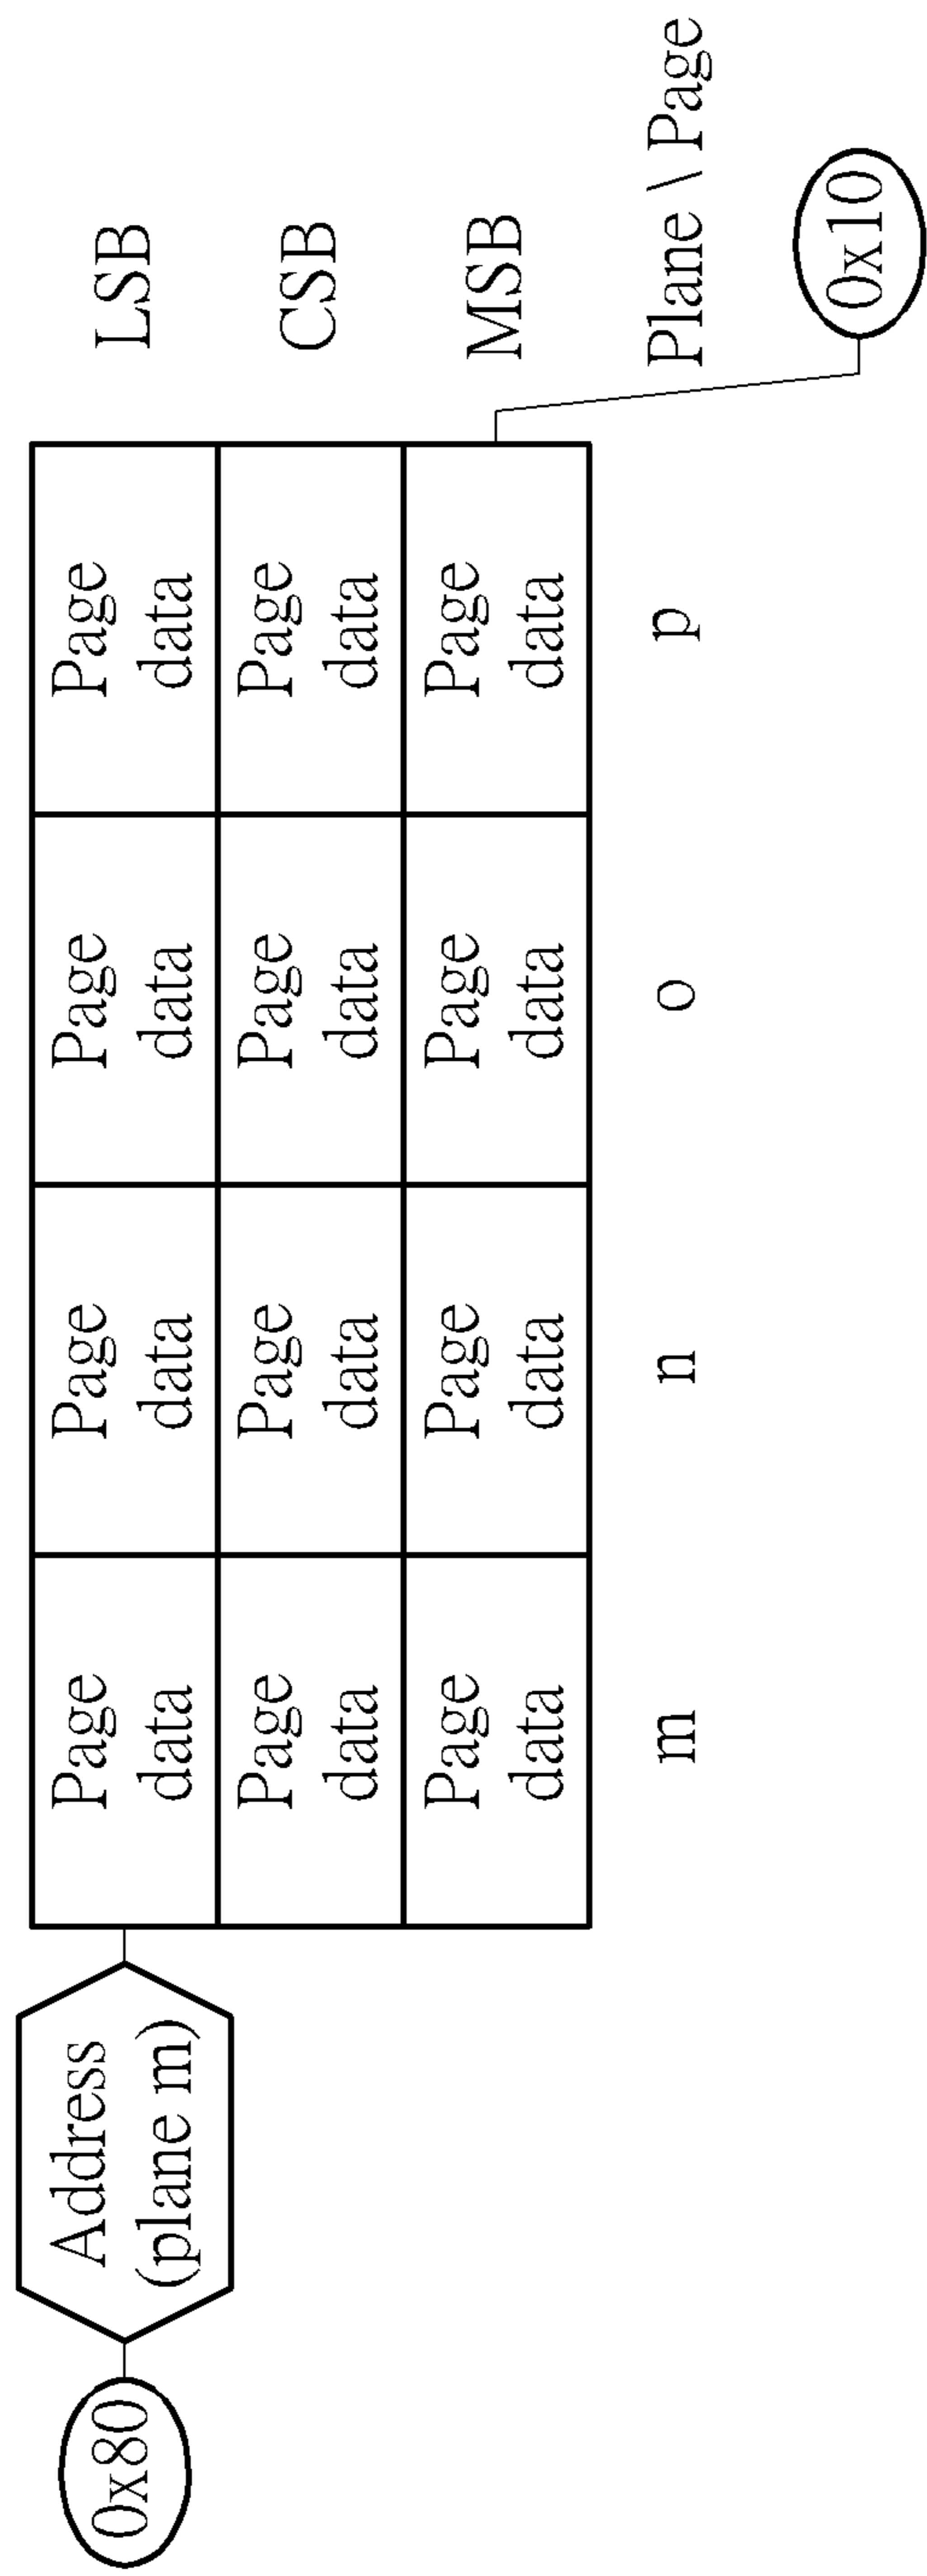 0x80
Address
(plane m)
Page
data
Page
data
Page
data
Page
data
LSB
Page
data
Page
data
Page
data
Page
data
CSB
Page
data
Page
data
Page
data
Page
data
MSB
m
n
o
p
Plane \ Page
0x10